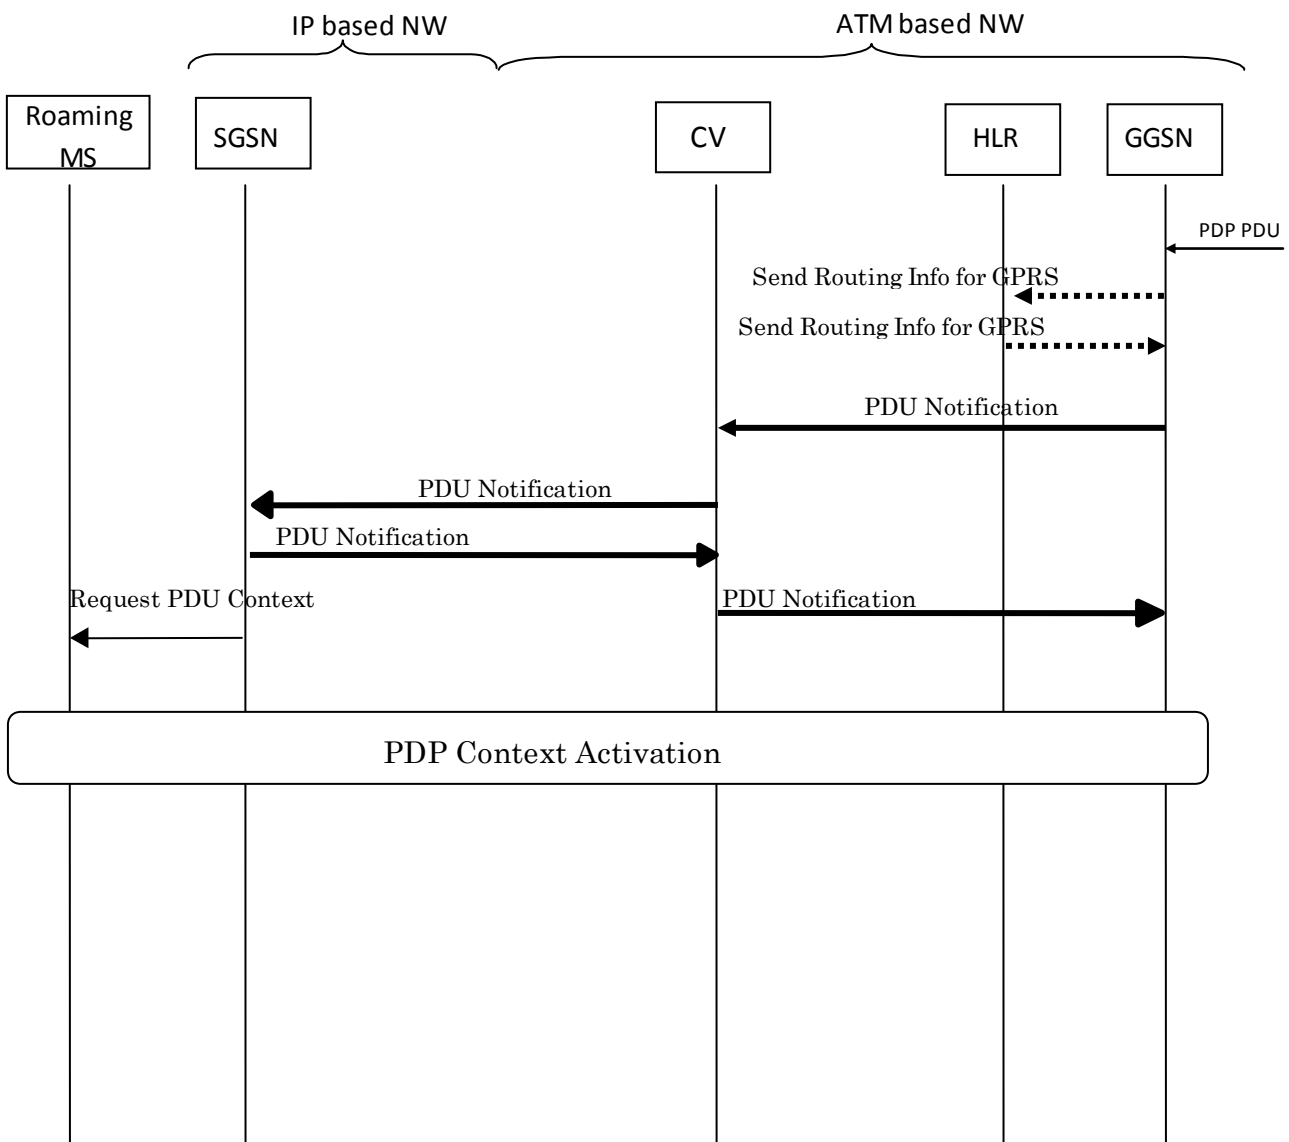 IP based NW
ATM based NW
Roaming
MS
SGSN
CV
HLR
GGSN
PDP PDU
Send Routing Info for GPRS
Send Routing Info for GPRS
PDU Notification
PDU Notification
PDU Notification
Request PDU Context
PDU Notification
PDP Context Activation